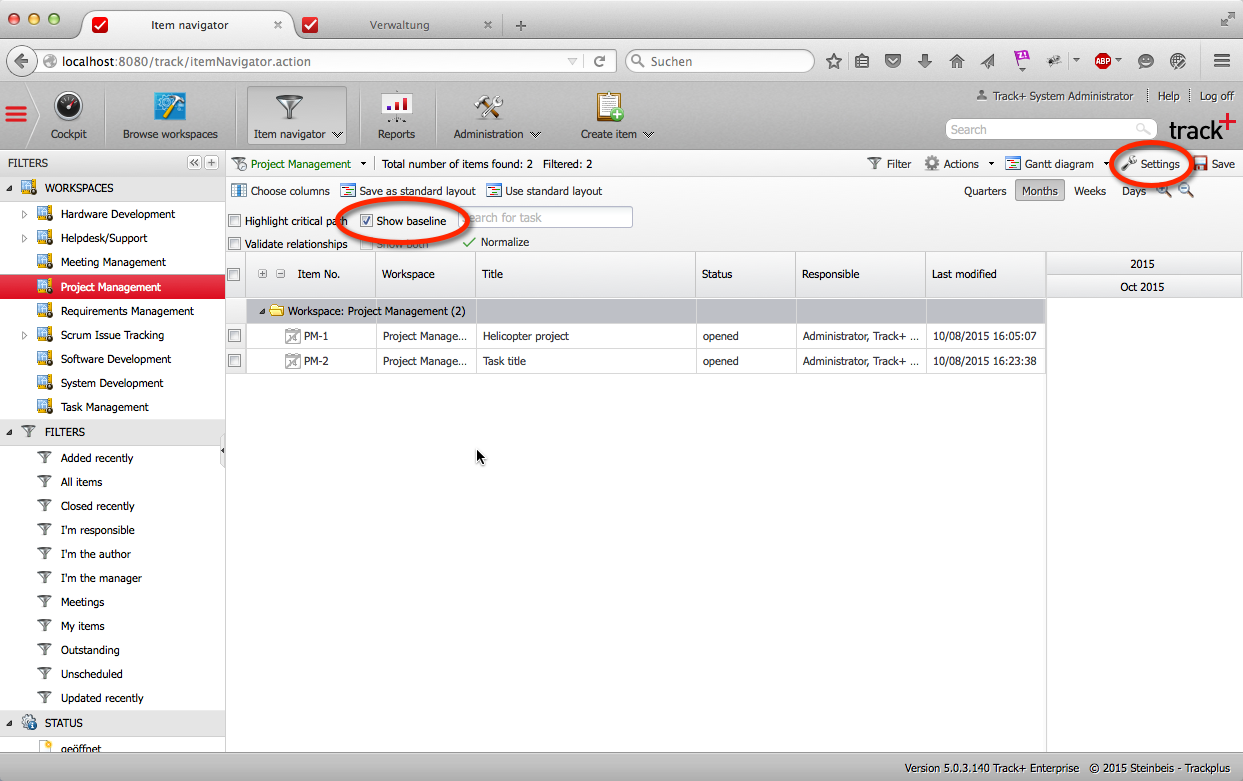 Item navigator
Verwaltung
localhost:8080/track/itemNavigator.action
Suchen
ABP
Cockpit
Browse workspaces
Item navigator
Reports
Administration
Create item
Track+ System Administrator
Help
Log off
Search
track+
FILTERS
Project Management
Total number of items found: 2 Filtered: 2
Filter
Actions
Gantt diagram
Settings
Save
WORKSPACES
Choose columns
Save as standard layout
Use standard layout
Quarters
Months
Weeks
Days
Hardware Development
Highlight critical path
Show baseline
Search for task
Helpdesk/Support
Validate relationships
Show both
Normalize
Meeting Management
Item No.
Workspace
Title
Status
Responsible
Last modified
2015
Oct 2015
Project Management
Requirements Management
Workspace: Project Management (2)
Scrum Issue Tracking
PM-1
Project Manage...
Helicopter project
opened
Administrator, Track+ ...
10/08/2015 16:05:07
Software Development
PM-2
Project Manage...
Task title
opened
Administrator, Track+ ...
10/08/2015 16:23:38
System Development
Task Management
FILTERS
Added recently
All items
Closed recently
I'm responsible
I'm the author
I'm the manager
Meetings
My items
Outstanding
Unscheduled
Updated recently
STATUS
geöffnet
Version 5.0.3.140 Track+ Enterprise © 2015 Steinbeis - Trackplus